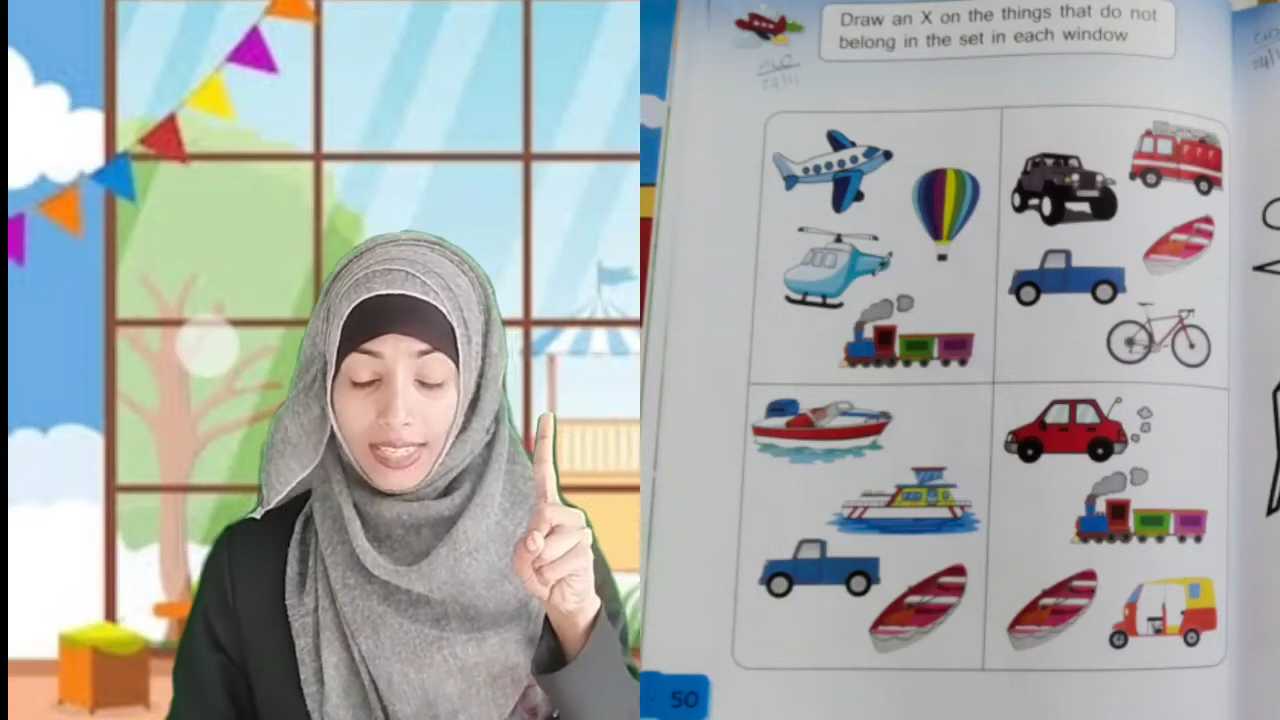 Draw an X on the things that do not
belong in the set in each window
50